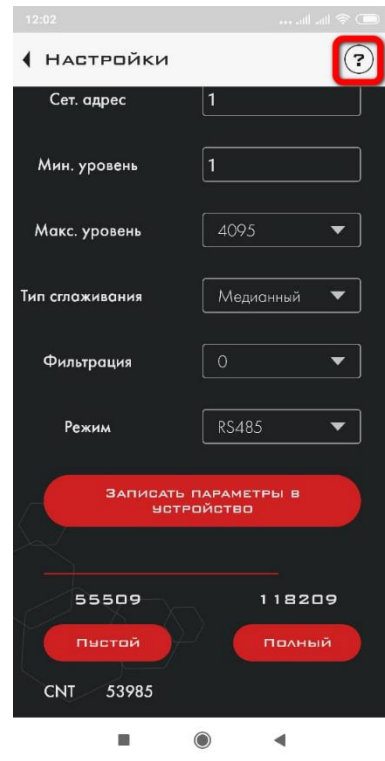 12:02
Настройки
?
Сет. адрес 1
Мин. уровень 1
Макс. уровень 4095
Тип сглаживания Медианный
Фильтрация 0
Режим RS485
Записать параметры в
устройство
55509 118209
Пустой Полный
CNT 53985